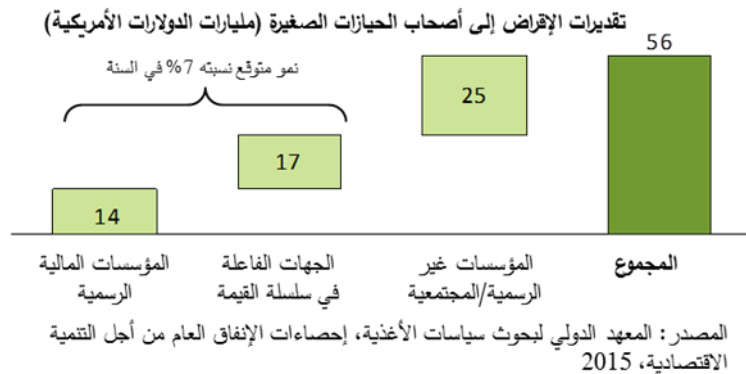 تقديرات الإقراض إلى أصحاب الحيازات الصغيرة (مليارات الدولارات الأمريكية)
56
نمو متوقع نسبته 7% في السنة
25
17
14
المجموع
المؤسسات غير
الرسمية/المجتمعية
الجهات الفاعلة
في سلسلة القيمة
المؤسسات المالية
الرسمية
المصدر: المعهد الدولي لبحوث سياسات الأغذية، إحصاءات الإنفاق العام من أجل التنمية
الاقتصادية، 2015